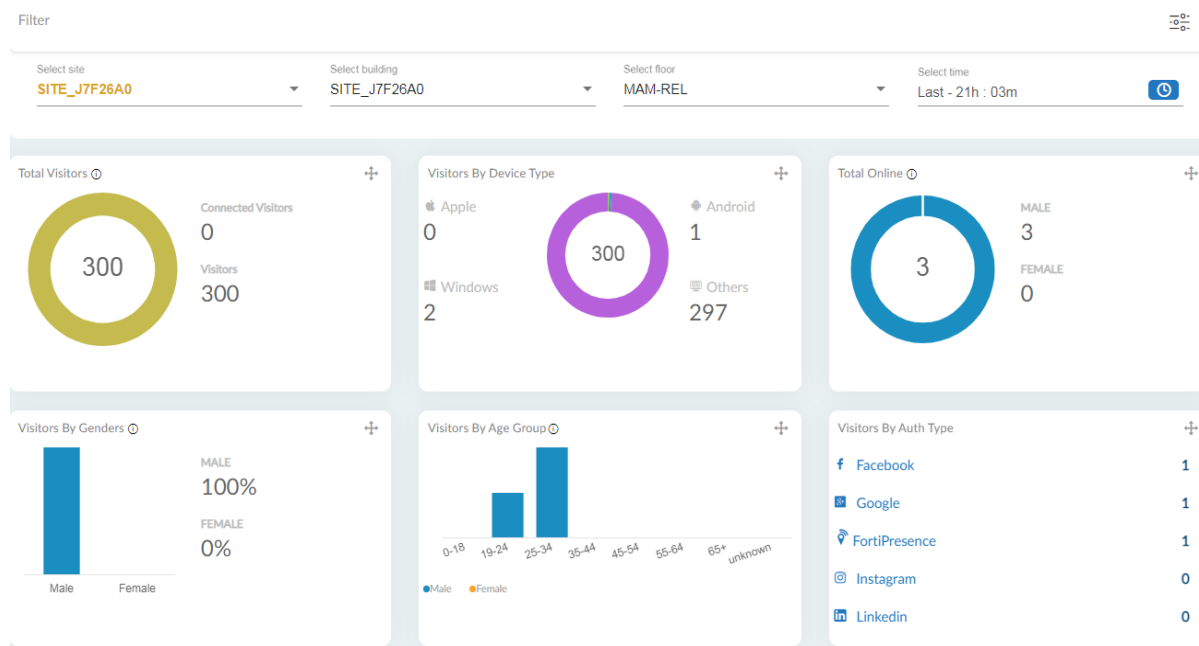 Filter
Select site
SITE_J7F26A0
Select building
SITE_J7F26A0
Select floor
MAM-REL
Select time
Last - 21h : 03m
Total Visitors
300
Connected Visitors
0
Visitors
300
Visitors By Device Type
Apple
0
Android
1
300
Windows
2
Others
297
Total Online
3
MALE
3
FEMALE
0
Visitors By Genders
MALE
100%
FEMALE
0%
Male Female
Visitors By Age Group
0-18 19-24 25-34 35-44 45-54 55-64 65+ unknown
Male Female
Visitors By Auth Type
Facebook 1
Google 1
FortiPresence 1
Instagram 0
Linkedin 0